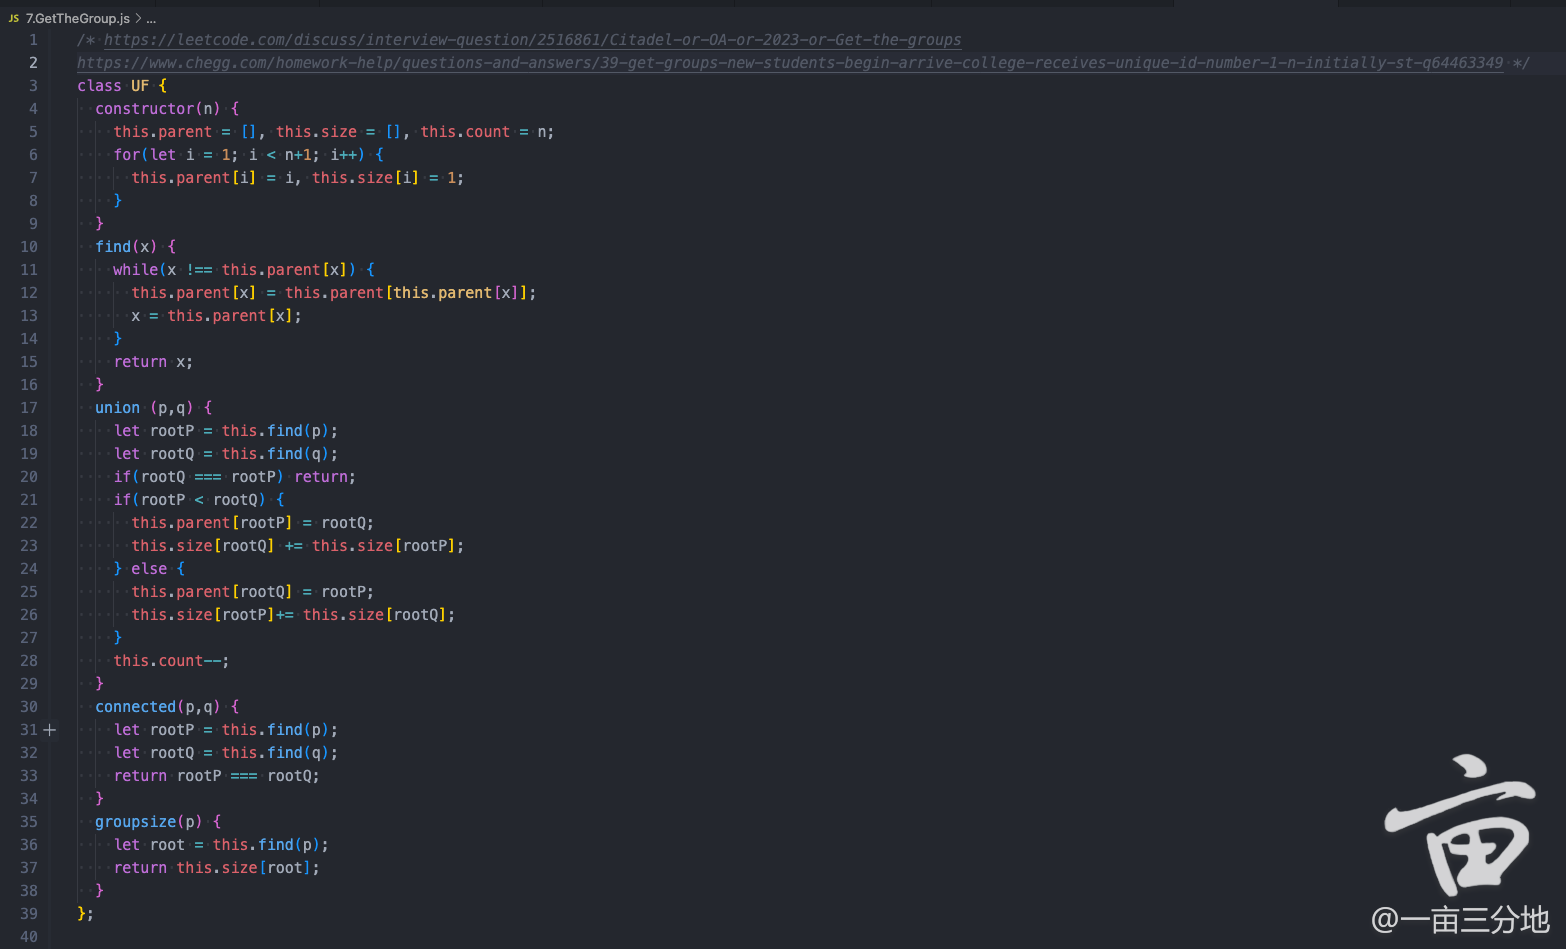 JS 7.GetTheGroup.js > ...
1 /* https://leetcode.com/discuss/interview-question/2516861/Citadel-or-OA-or-2023-or-Get-the-groups
2 https://www.chegg.com/homework-help/questions-and-answers/39-get-groups-new-students-begin-arrive-college-receives-unique-id-number-1-n-initially-st-q64463349 */
3 class UF {
4   constructor(n) {
5     this.parent = [], this.size = [], this.count = n;
6     for(let i = 1; i < n+1; i++) {
7       this.parent[i] = i, this.size[i] = 1;
8     }
9   }
10   find(x) {
11     while(x !== this.parent[x]) {
12       this.parent[x] = this.parent[this.parent[x]];
13       x = this.parent[x];
14     }
15     return x;
16   }
17   union (p,q) {
18     let rootP = this.find(p);
19     let rootQ = this.find(q);
20     if(rootQ === rootP) return;
21     if(rootP < rootQ) {
22       this.parent[rootP] = rootQ;
23       this.size[rootQ] += this.size[rootP];
24     } else {
25       this.parent[rootQ] = rootP;
26       this.size[rootP]+= this.size[rootQ];
27     }
28     this.count--;
29   }
30   connected(p,q) {
31 +     let rootP = this.find(p);
32     let rootQ = this.find(q);
33     return rootP === rootQ;
34   }
35   groupsize(p) {
36     let root = this.find(p);
37     return this.size[root];
38   }
39 };
40
亩
@一亩三分地